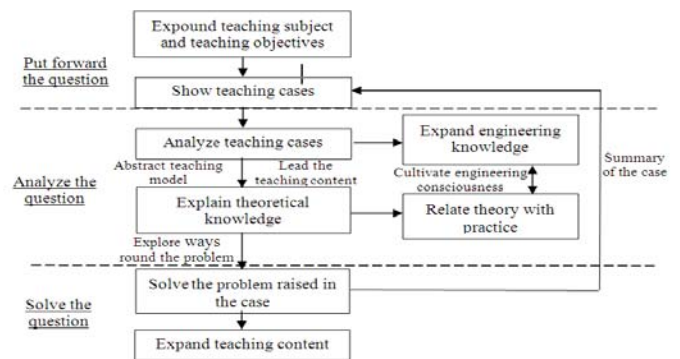 Expound teaching subject
and teaching objectives
Put forward
the question
Show teaching cases
Analyze teaching cases
Expand engineering
knowledge
Abstract teaching
model
Lead the
teaching content
Cultivate engineering
consciousness
Summary
of the case
Analyze the
question
Explain theoretical
knowledge
Relate theory with
practice
Explore ways
round the problem
Solve the problem raised in
the case
Solve the
question
Expand teaching content